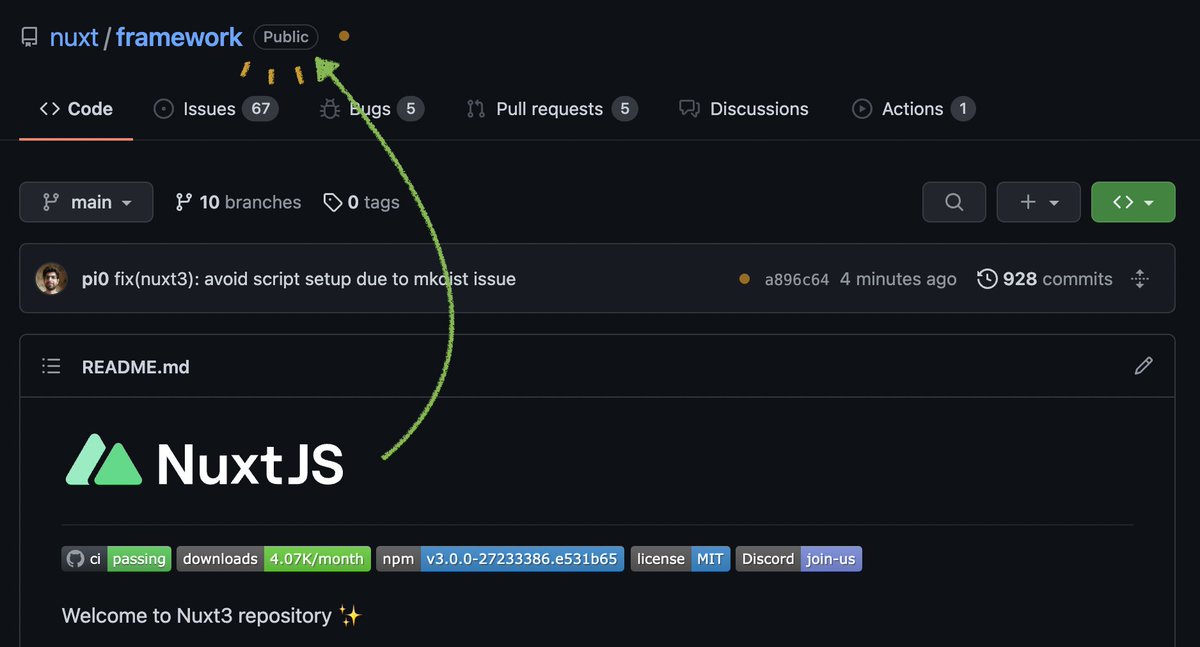 nuxt/framework Public
Code Issues 67 Bugs 5 Pull requests 5 Discussions Actions 1
main 10 branches 0 tags
pi0 fix(nuxt3): avoid script setup due to mkdist issue a896c64 4 minutes ago 928 commits
README.md
NuxtJS
ci passing downloads 4.07K/month npm v3.0.0-27233386.e531b65 license MIT Discord join-us
Welcome to Nuxt3 repository ✨